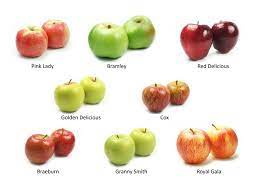 Pink Lady
Bramley
Red Delicious
Golden Delicious
Cox
Braeburn
Granny Smith
Royal Gala